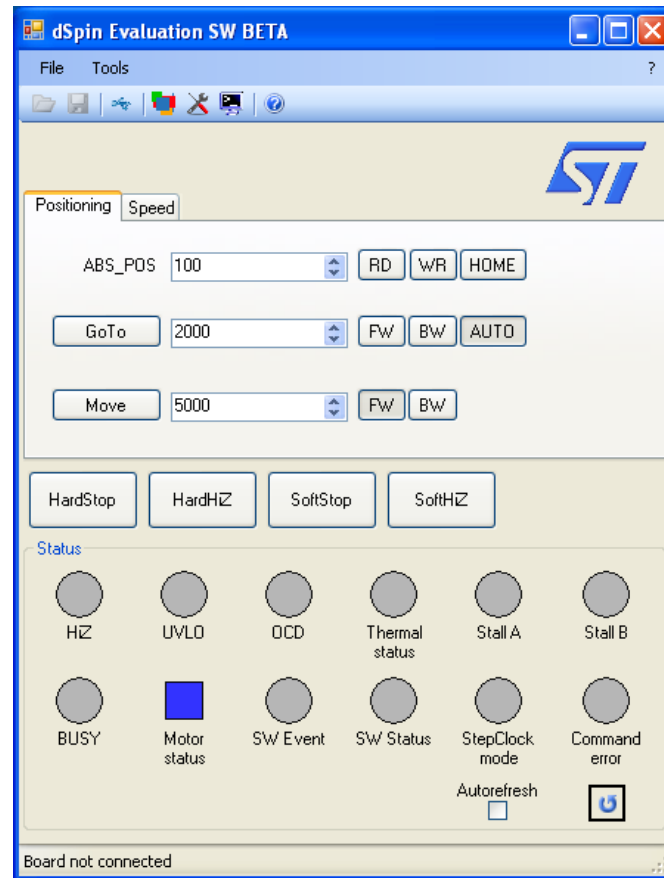 dSpin Evaluation SW BETA
File Tools ?
ST
Positioning Speed
ABS_POS 100 RD WR HOME
GoTo 2000 FW BW AUTO
Move 5000 FW BW
HardStop HardHiZ SoftStop SoftHiZ
Status
HiZ UVLO OCD Thermal status Stall A Stall B
BUSY Motor status SW Event SW Status StepClock mode Command error
Autorefresh
Board not connected